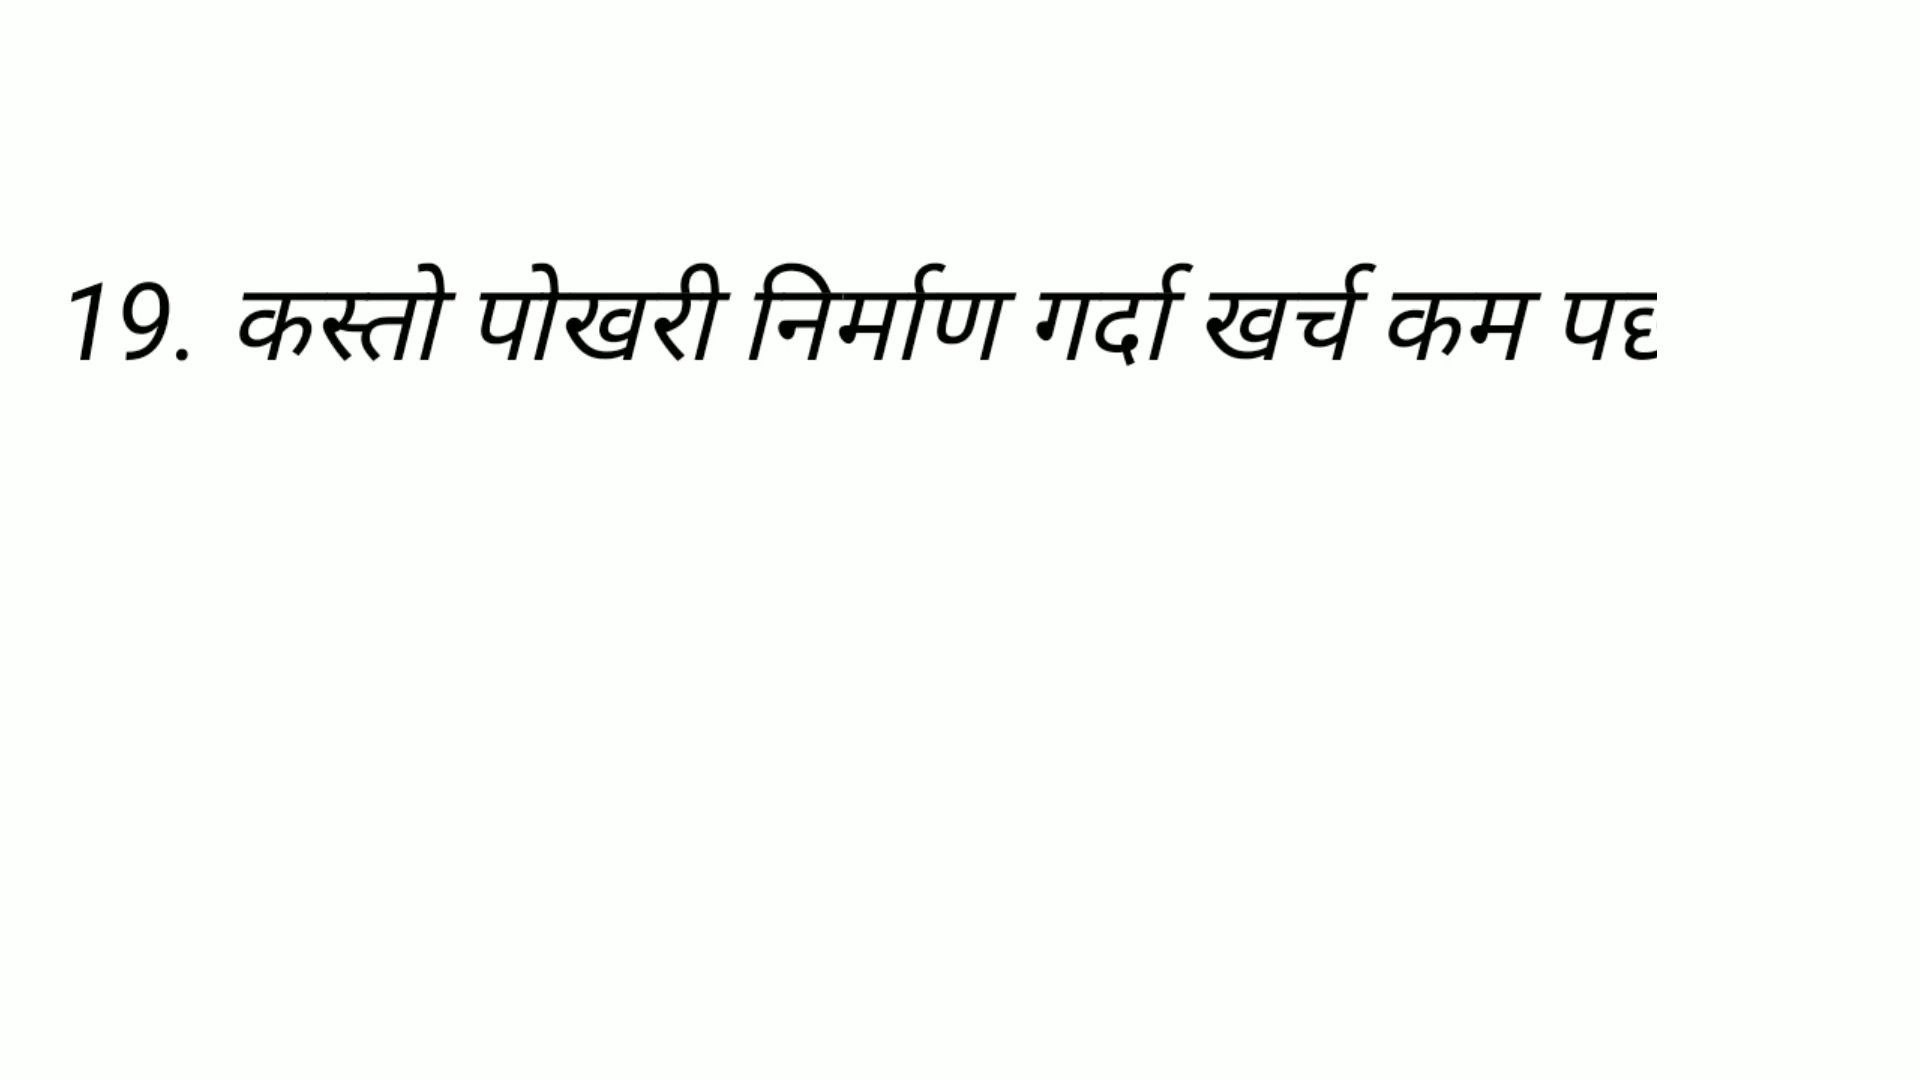 19. कस्तो पोखरी निर्माण गर्दा खर्च कम